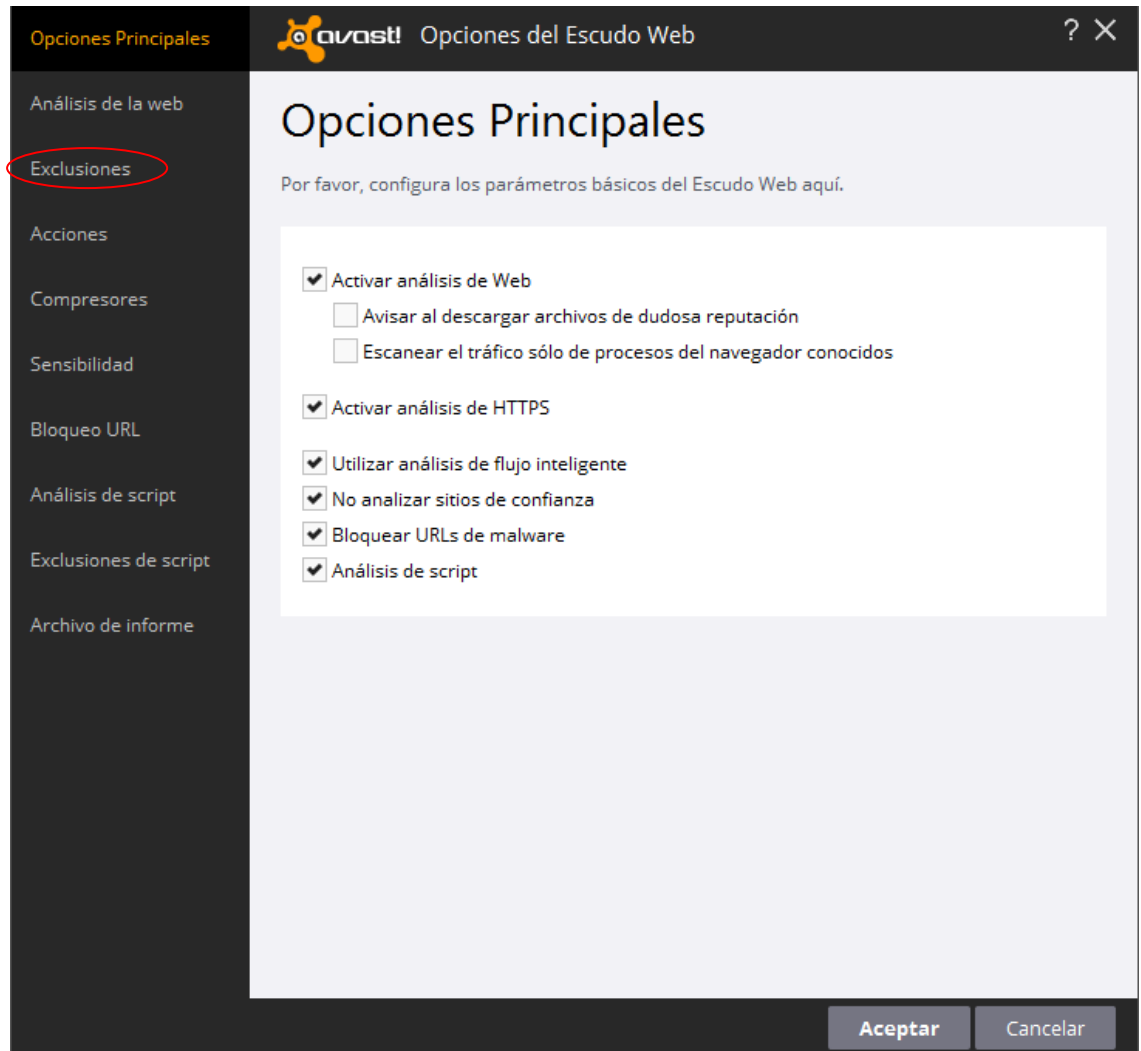 Opciones Principales
avast! Opciones del Escudo Web
?
Análisis de la web
Exclusiones
Acciones
Compresores
Sensibilidad
Bloqueo URL
Análisis de script
Exclusiones de script
Archivo de informe
Opciones Principales
Por favor, configura los parámetros básicos del Escudo Web aquí.
Activar análisis de Web
Avisar al descargar archivos de dudosa reputación
Escanear el tráfico sólo de procesos del navegador conocidos
Activar análisis de HTTPS
Utilizar análisis de flujo inteligente
No analizar sitios de confianza
Bloquear URLs de malware
Análisis de script
Aceptar
Cancelar